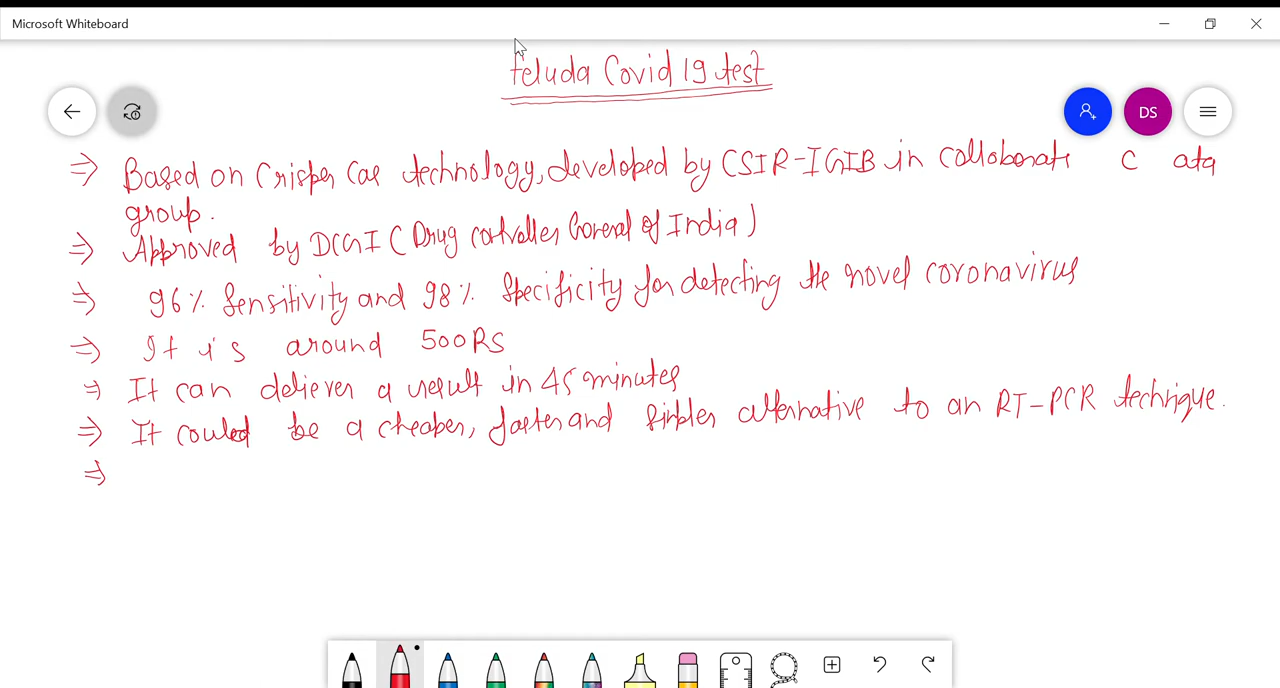 Microsoft Whiteboard
Feluda Covid 19 test
DS
⇒ Based on Crisper Cas technology, developed by CSIR-IGIB in collaborate c ata
group.
⇒ Approved by DCGI ( Drug controller General of India )
⇒ 96% Sensitivity and 98% Specificity for detecting the novel coronavirus
⇒ It is around 500RS
⇒ It can deliever a result in 45 minutes
⇒ It could be a cheaper, faster and simpler alternative to an RT-PCR technique.
⇒